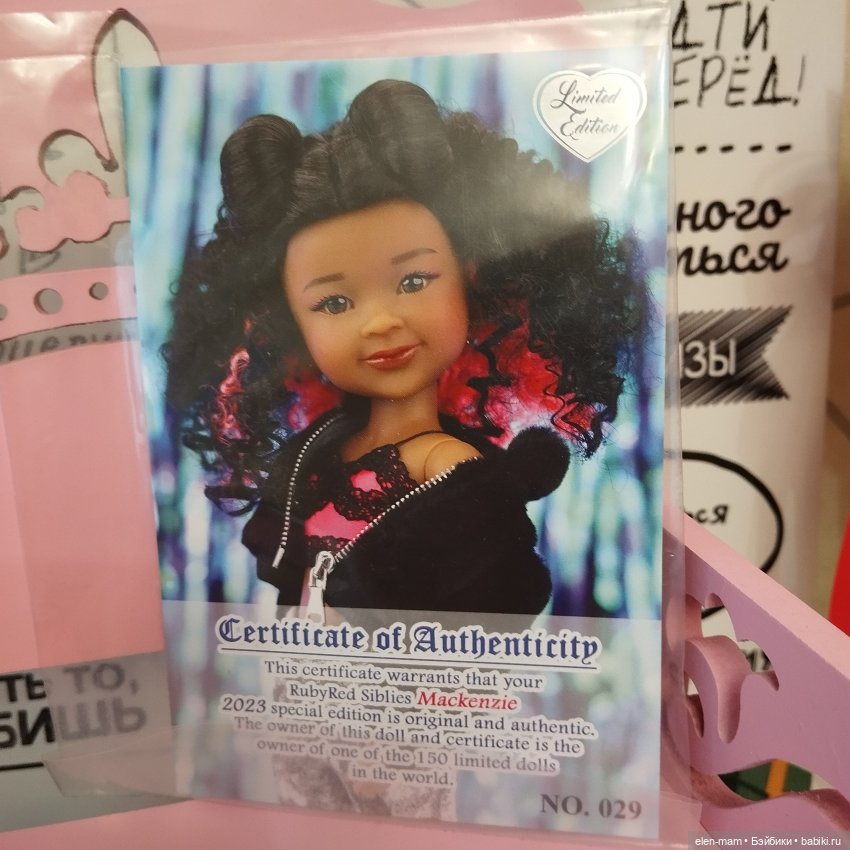 ДТИ
ЕРЁД!
Limited
Edition
ного
ться
ИЗЫ
ься
Certificate of Authenticity
This certificate warrants that your
RubyRed Siblies Mackenzie
2023 special edition is original and authentic.
The owner of this doll and certificate is the
owner of one of the 150 limited dolls
in the world.
NO. 029
ТЬ ТО,
БИШЬ
elen-mam • Бэйбики • babiki.ru